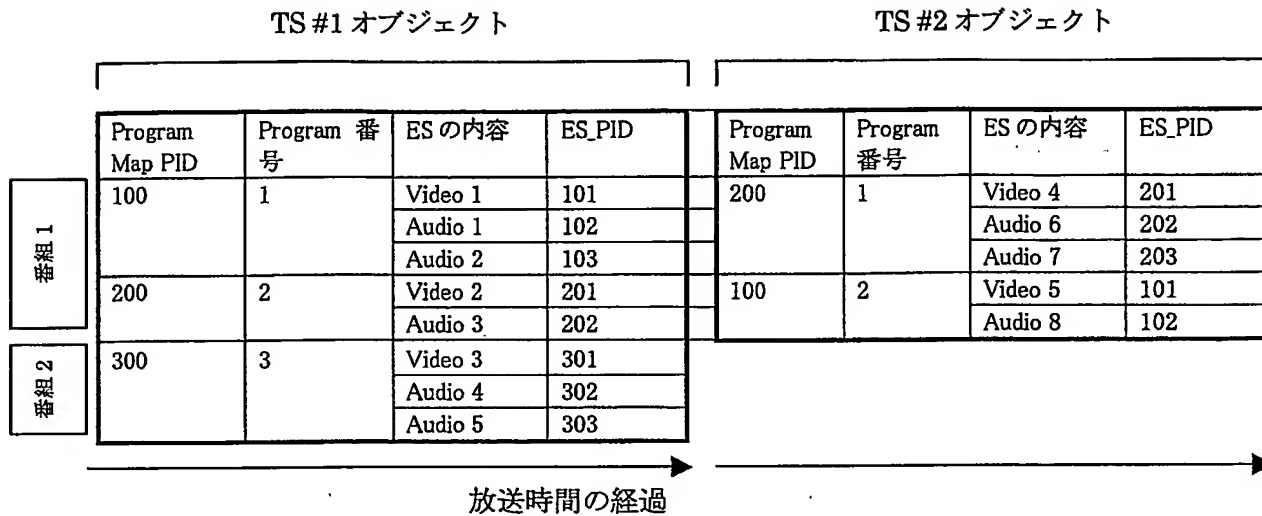 TS #1 オブジェクト
TS #2 オブジェクト
Program Map PID
Program 番号
ESの内容
ES_PID
Program Map PID
Program 番号
ESの内容
ES_PID
番組 1
100
1
Video 1
101
200
1
Video 4
201
Audio 1
102
Audio 6
202
Audio 2
103
Audio 7
203
200
2
Video 2
201
100
2
Video 5
101
Audio 3
202
Audio 8
102
番組 2
300
3
Video 3
301
Audio 4
302
Audio 5
303
放送時間の経過